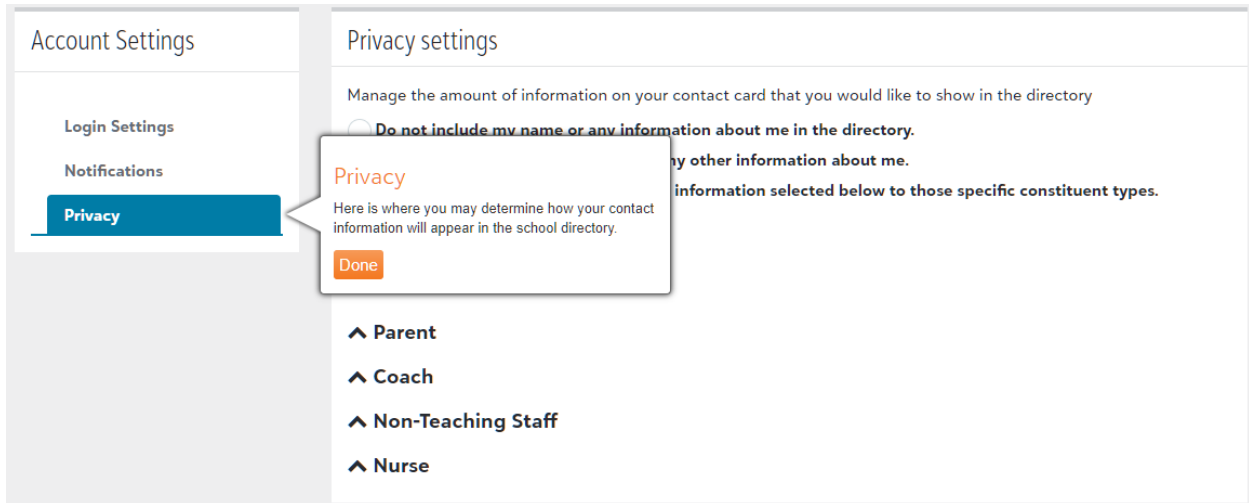 Account Settings
Login Settings
Notifications
Privacy
Privacy settings
Manage the amount of information on your contact card that you would like to show in the directory
Do not include my name or any information about me in the directory.
y other information about me.
information selected below to those specific constituent types.
Privacy
Here is where you may determine how your contact
information will appear in the school directory.
Done
Parent
Coach
Non-Teaching Staff
Nurse